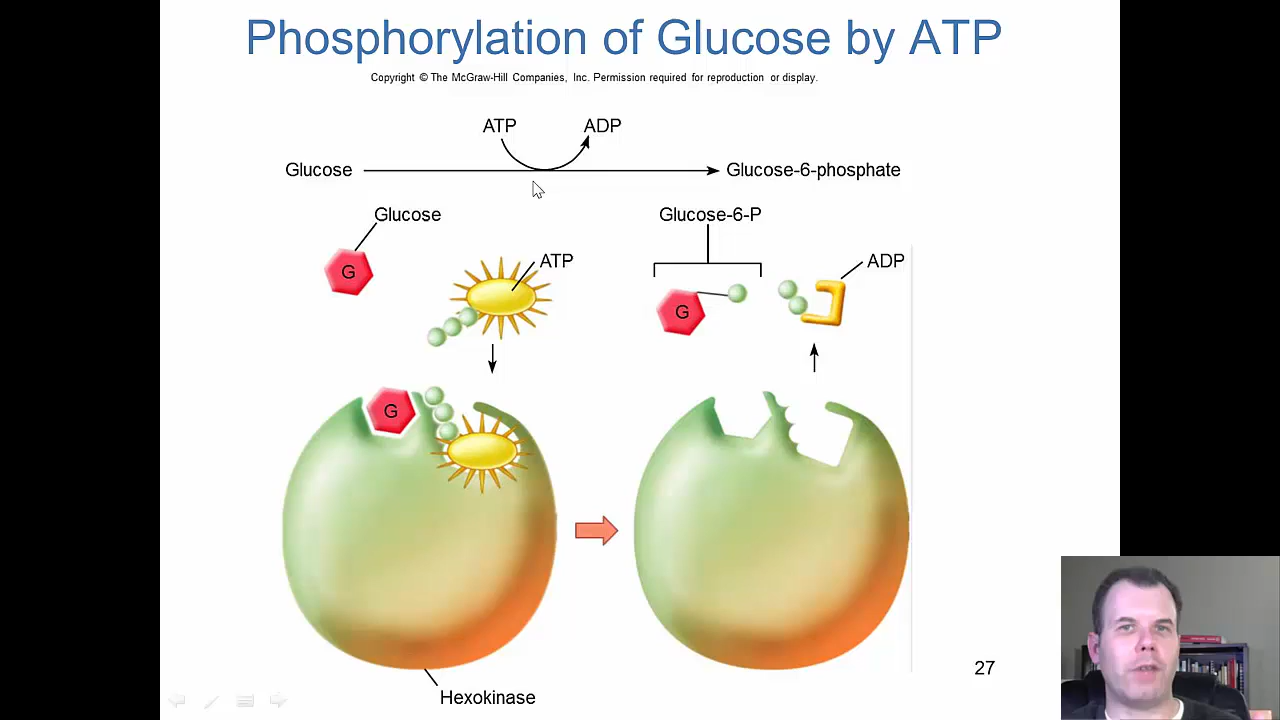 Phosphorylation of Glucose by ATP
Copyright © The McGraw-Hill Companies, Inc. Permission required for reproduction or display.
ATP ADP
Glucose Glucose-6-phosphate
Glucose Glucose-6-P
ATP ADP
G
G
G
Hexokinase
27